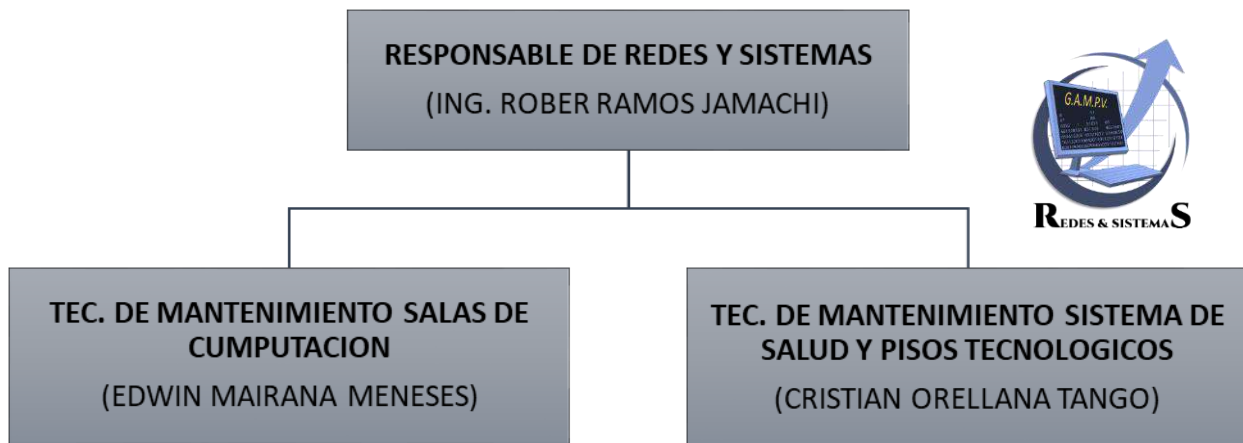 RESPONSABLE DE REDES Y SISTEMAS
(ING. ROBER RAMOS JAMACHI)
G.A.M.P.V.
REDES & SISTEMAS
TEC. DE MANTENIMIENTO SALAS DE
CUMPUTACION
(EDWIN MAIRANA MENESES)
TEC. DE MANTENIMIENTO SISTEMA DE
SALUD Y PISOS TECNOLOGICOS
(CRISTIAN ORELLANA TANGO)